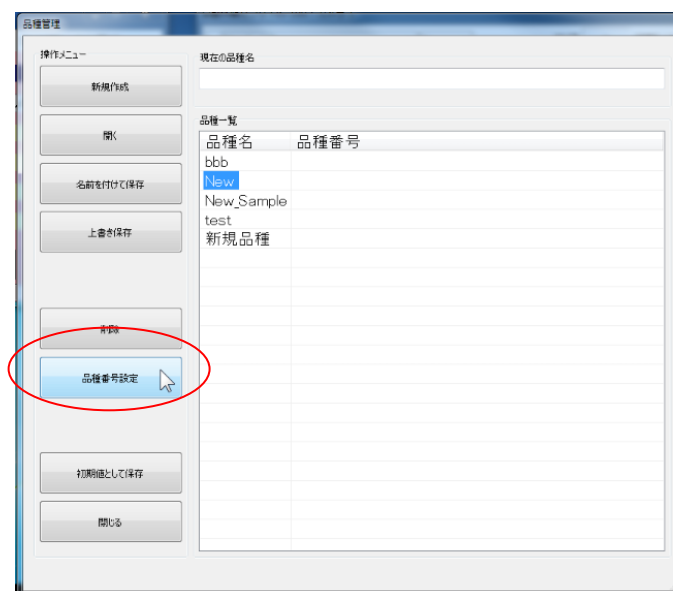 品種管理
操作メニュー
新規作成
開く
名前を付けて保存
上書き保存
削除
品種番号設定
初期値として保存
閉じる
現在の品種名
品種一覧
品種名 品種番号
bbb
New
New_Sample
test
新規品種